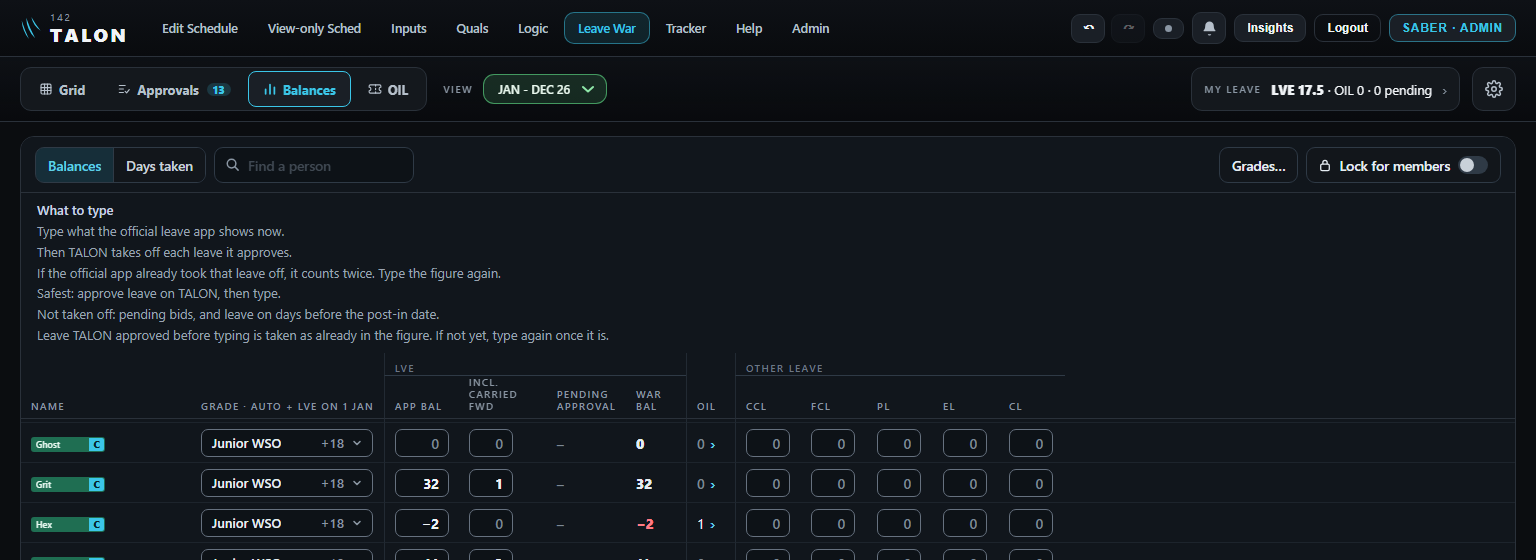 142
TALON
Edit Schedule View-only Sched Inputs Quals Logic Leave War Tracker Help Admin
Insights Logout SABER · ADMIN
Grid Approvals 13 Balances OIL VIEW JAN - DEC 26
MY LEAVE LVE 17.5 · OIL 0 · 0 pending ›
Balances Days taken Find a person
Grades... Lock for members
What to type
Type what the official leave app shows now.
Then TALON takes off each leave it approves.
If the official app already took that leave off, it counts twice. Type the figure again.
Safest: approve leave on TALON, then type.
Not taken off: pending bids, and leave on days before the post-in date.
Leave TALON approved before typing is taken as already in the figure. If not yet, type again once it is.
LVE OTHER LEAVE
NAME GRADE · AUTO + LVE ON 1 JAN APP BAL INCL. CARRIED FWD PENDING APPROVAL WAR BAL OIL CCL FCL PL EL CL
Ghost C Junior WSO +18 0 0 – 0 0 › 0 0 0 0 0
Grit C Junior WSO +18 32 1 – 32 0 › 0 0 0 0 0
Hex C Junior WSO +18 −2 0 – −2 1 › 0 0 0 0 0